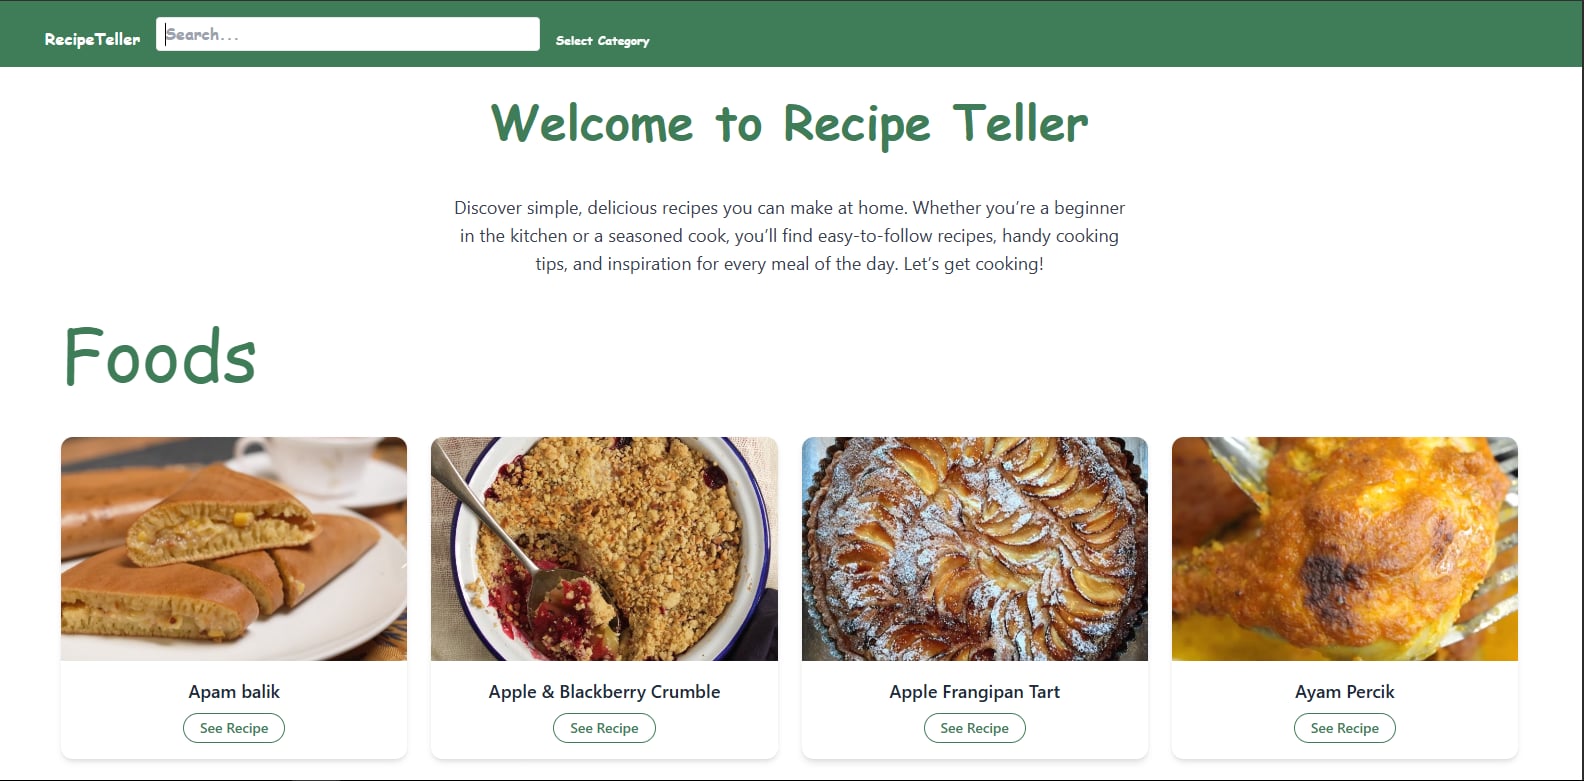 RecipeTeller
Search...
Select Category
Welcome to Recipe Teller
Discover simple, delicious recipes you can make at home. Whether you’re a beginner
in the kitchen or a seasoned cook, you’ll find easy-to-follow recipes, handy cooking
tips, and inspiration for every meal of the day. Let’s get cooking!
Foods
Apam balik
See Recipe
Apple & Blackberry Crumble
See Recipe
Apple Frangipan Tart
See Recipe
Ayam Percik
See Recipe